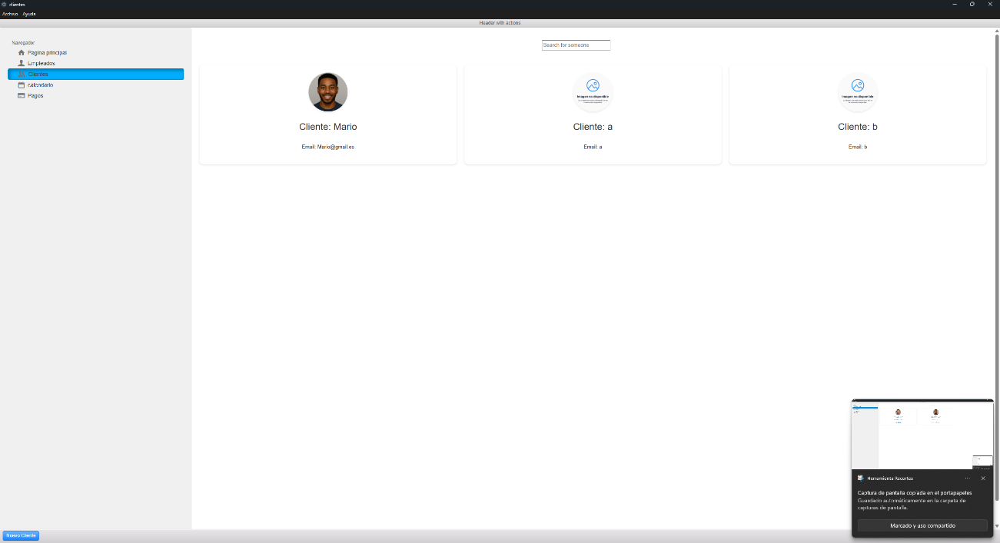 clientes
Archivo Ayuda
Header with actions
Navegador
Pagina principal
Empleados
Clientes
calendario
Pagos
Search for someone
Cliente: Mario
Email: Mario@gmail.es
Imagen no disponible
Cliente: a
Email: a
Imagen no disponible
Cliente: b
Email: b
Herramienta Recortes
Captura de pantalla copiada en el portapapeles
Guardado automáticamente en la carpeta de
capturas de pantalla.
Marcado y uso compartido
Nuevo Cliente